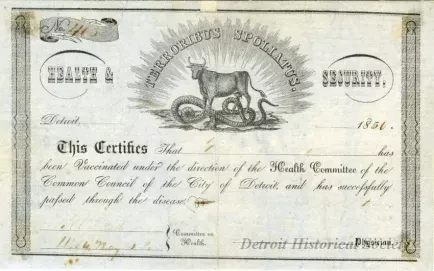 No.
TERRORIBUS SPOLIATUS.
HEALTH & SECURITY.
Detroit, 1856.
This Certifies That has
been Vaccinated under the direction of the Health Committee of the
Common Council of the City of Detroit, and has successfully
passed through the disease.
Committee on
Health.
Physician.
Detroit Historical Society